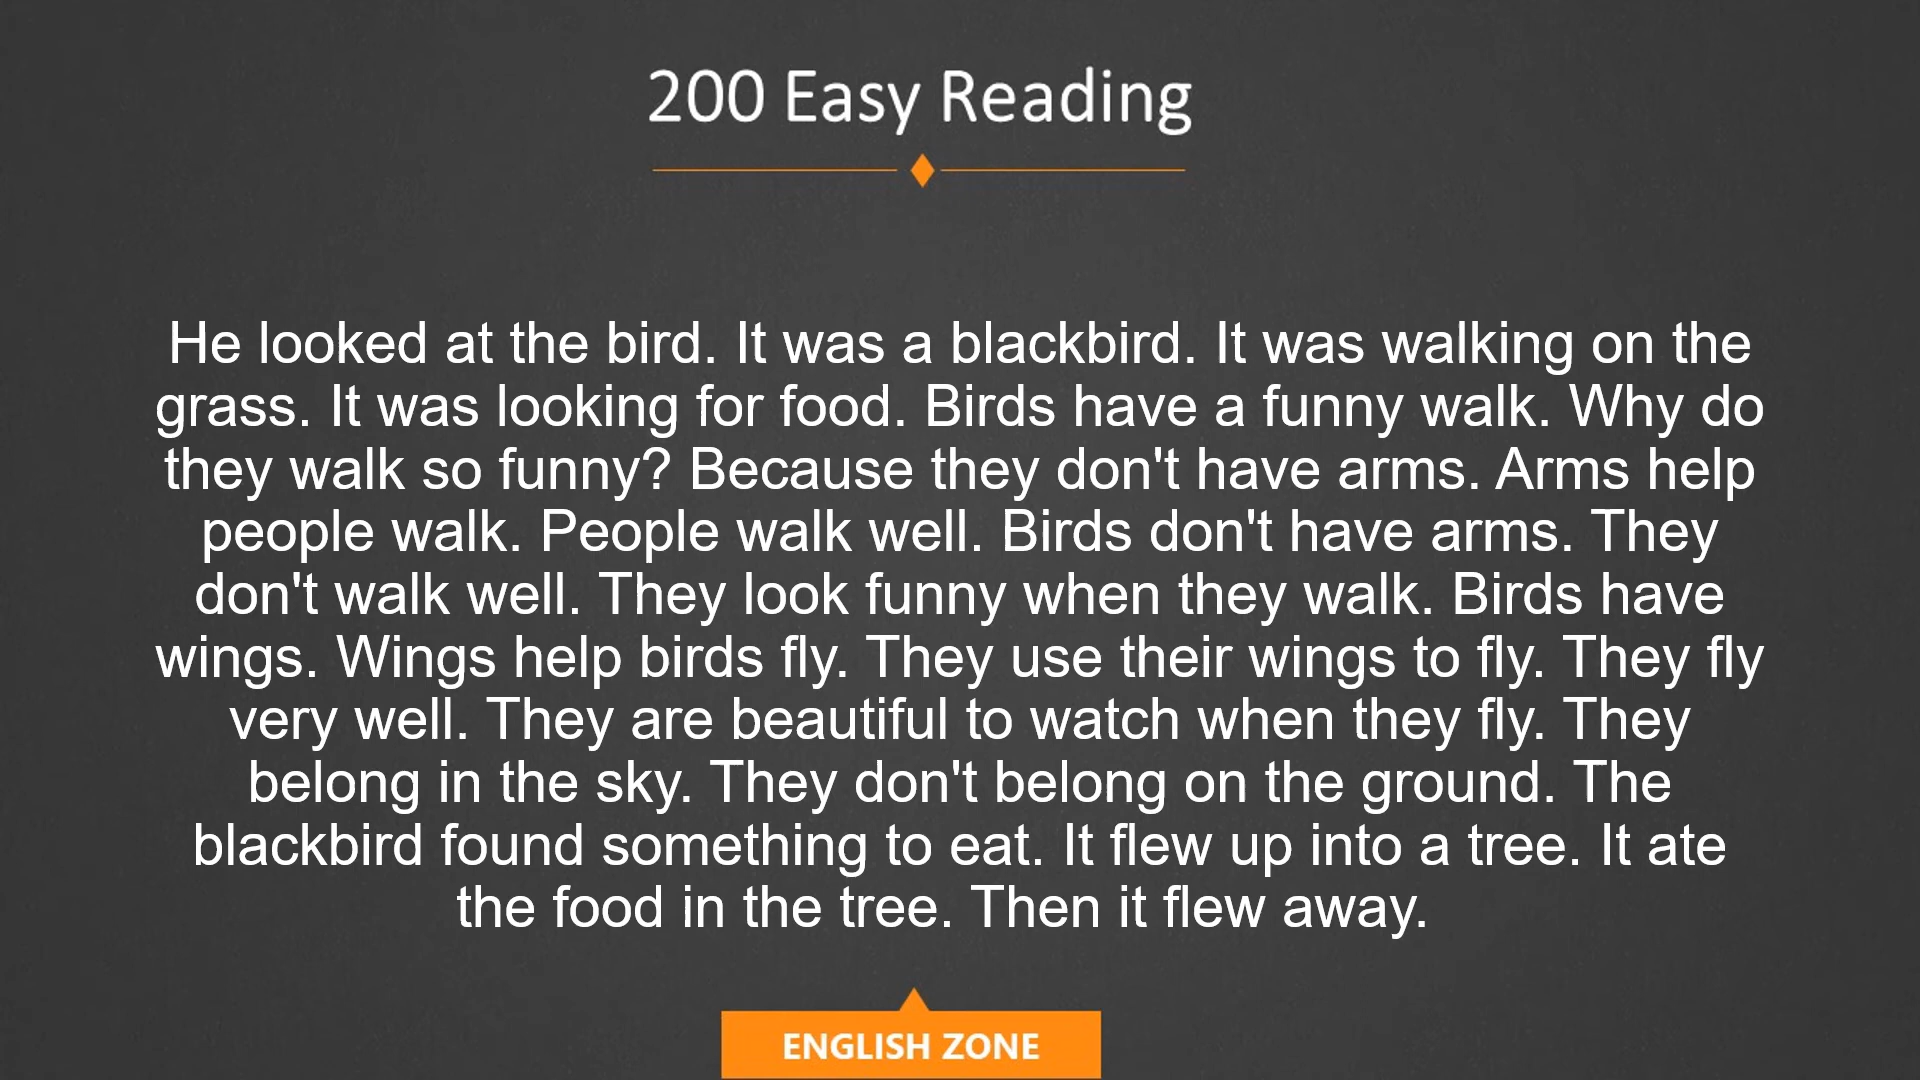 200 Easy Reading
He looked at the bird. It was a blackbird. It was walking on the
grass. It was looking for food. Birds have a funny walk. Why do
they walk so funny? Because they don't have arms. Arms help
people walk. People walk well. Birds don't have arms. They
don't walk well. They look funny when they walk. Birds have
wings. Wings help birds fly. They use their wings to fly. They fly
very well. They are beautiful to watch when they fly. They
belong in the sky. They don't belong on the ground. The
blackbird found something to eat. It flew up into a tree. It ate
the food in the tree. Then it flew away.
ENGLISH ZONE